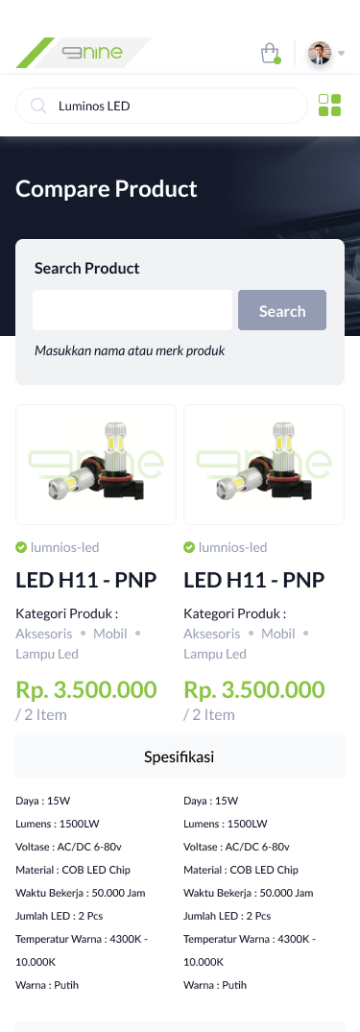 9nine
Luminos LED
Compare Product
Search Product
Search
Masukkan nama atau merk produk
9nine
9nine
lumnios-led
lumnios-led
LED H11 - PNP
LED H11 - PNP
Kategori Produk :
Kategori Produk :
Aksesoris • Mobil •
Lampu Led
Aksesoris • Mobil •
Lampu Led
Rp. 3.500.000
/ 2 Item
Rp. 3.500.000
/ 2 Item
Spesifikasi
Daya : 15W
Lumens : 1500LW
Voltase : AC/DC 6-80v
Material : COB LED Chip
Waktu Bekerja : 50.000 Jam
Jumlah LED : 2 Pcs
Temperatur Warna : 4300K -
10.000K
Warna : Putih
Daya : 15W
Lumens : 1500LW
Voltase : AC/DC 6-80v
Material : COB LED Chip
Waktu Bekerja : 50.000 Jam
Jumlah LED : 2 Pcs
Temperatur Warna : 4300K -
10.000K
Warna : Putih